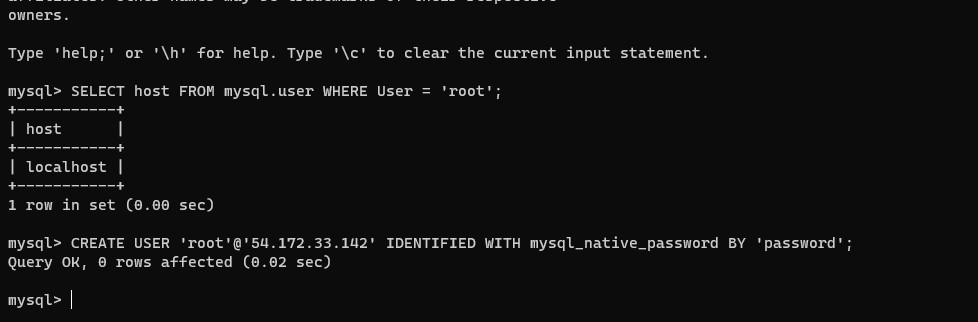 owners.
Type 'help;' or '\h' for help. Type '\c' to clear the current input statement.
mysql> SELECT host FROM mysql.user WHERE User = 'root';
+-----------+
| host      |
+-----------+
| localhost |
+-----------+
1 row in set (0.00 sec)
mysql> CREATE USER 'root'@'54.172.33.142' IDENTIFIED WITH mysql_native_password BY 'password';
Query OK, 0 rows affected (0.02 sec)
mysql>